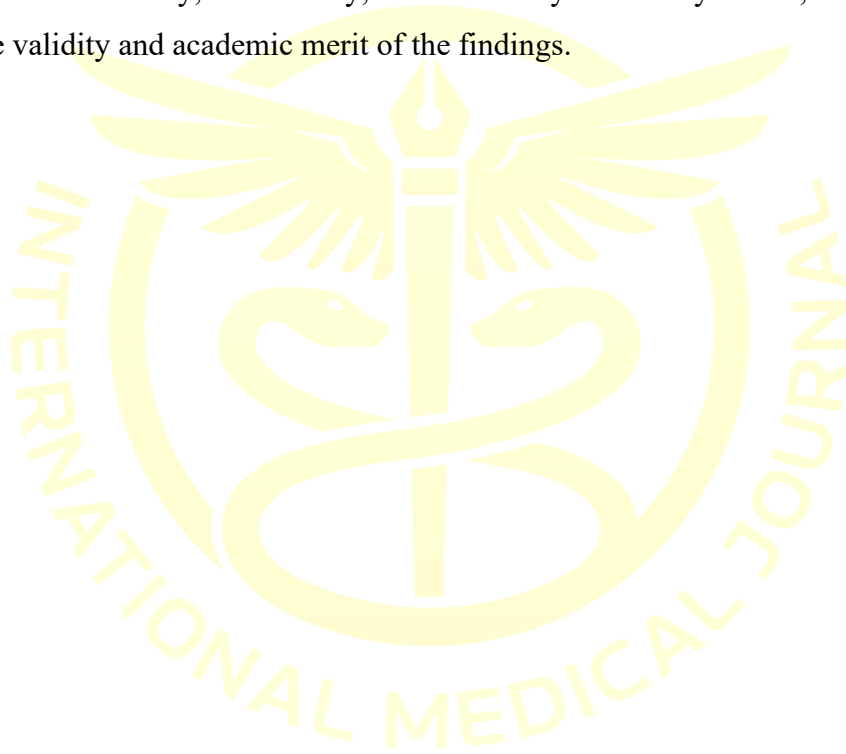 e validity and academic merit of the findings.
INTERNATIONAL MEDICAL JOURNAL